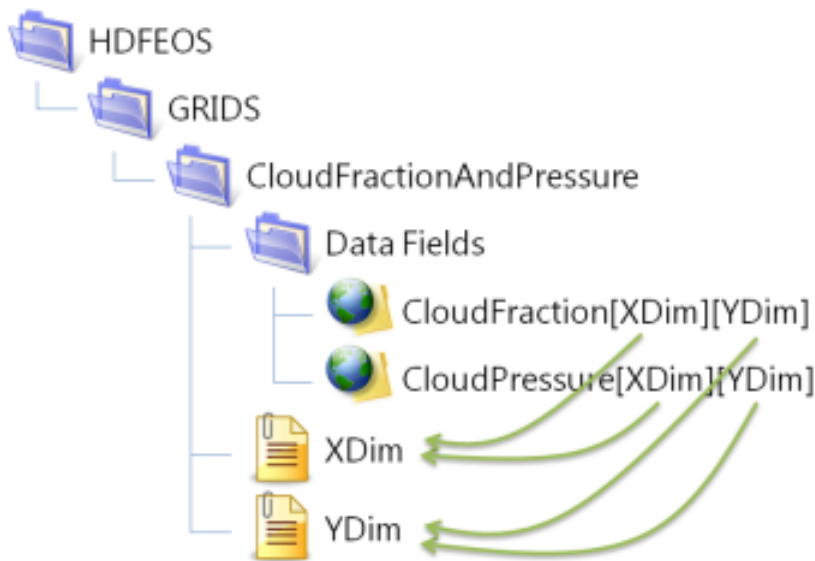 HDFEOS
GRIDS
CloudFractionAndPressure
Data Fields
CloudFraction[XDim][YDim]
CloudPressure[XDim][YDim]
XDim
YDim